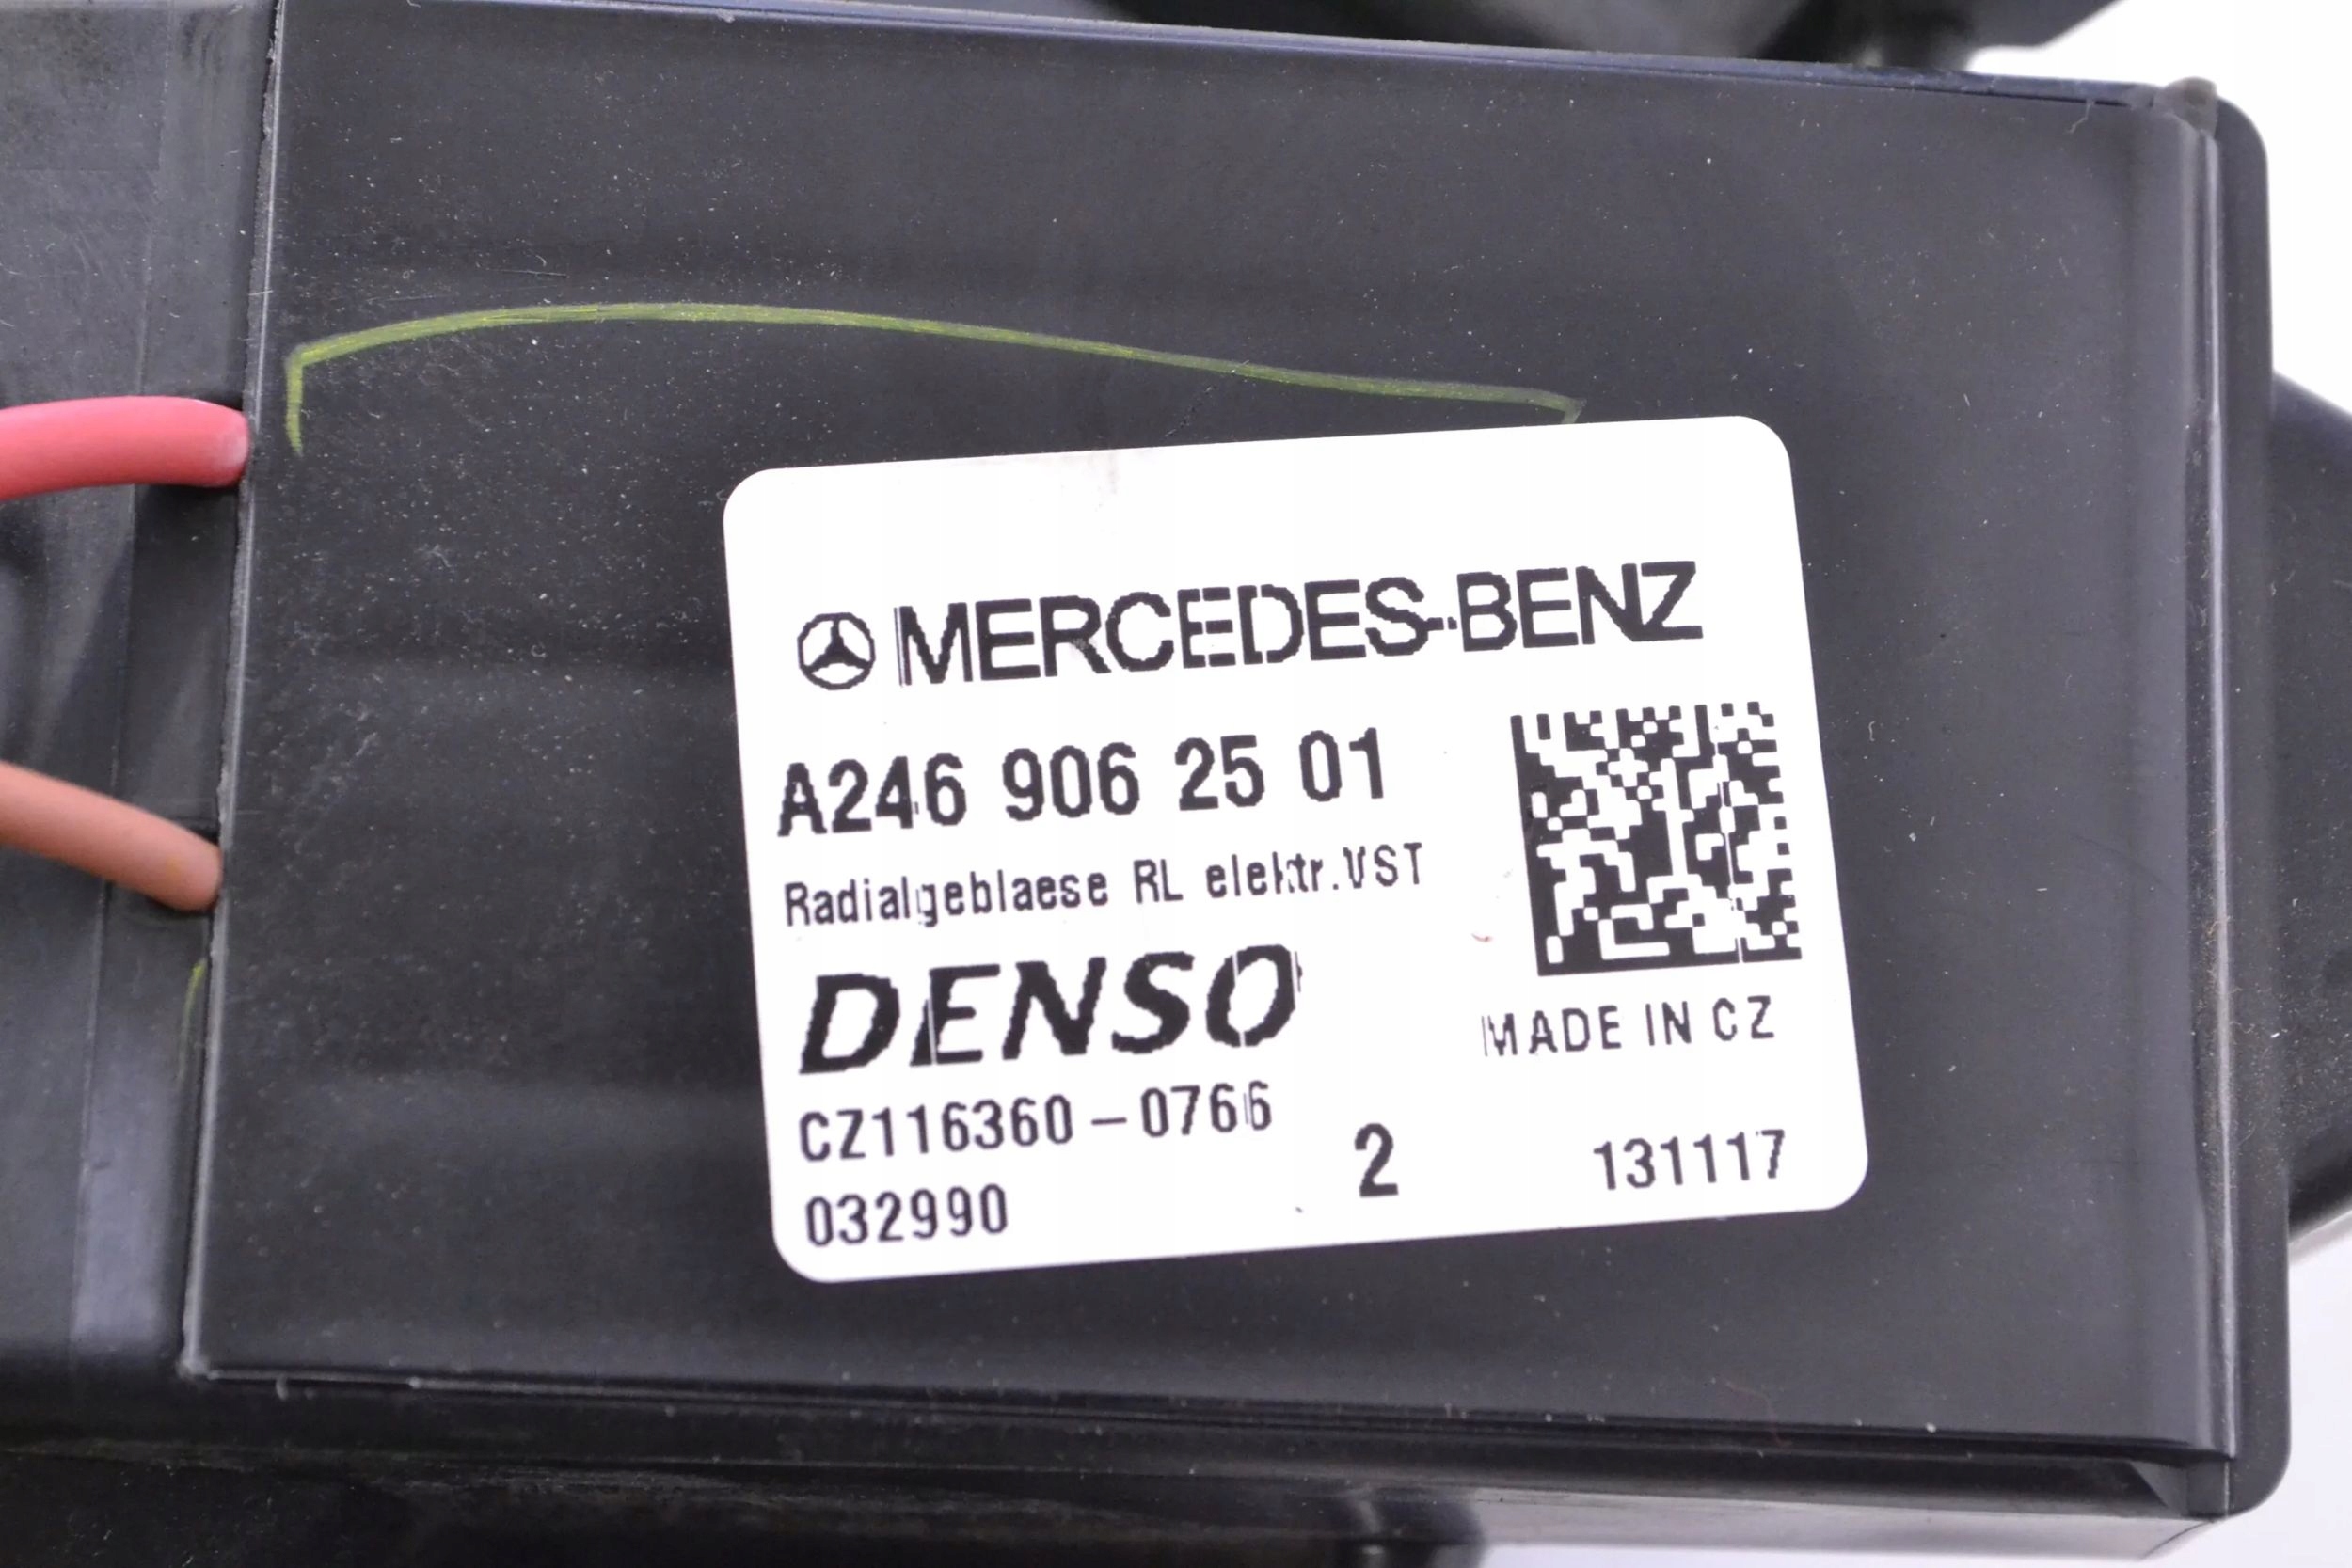 MERCEDES-BENZ
A246 906 25 01
Radialgeblaese RL elektr.VST
DENSO
MADE IN CZ
CZ116360-0766
2
131117
032990